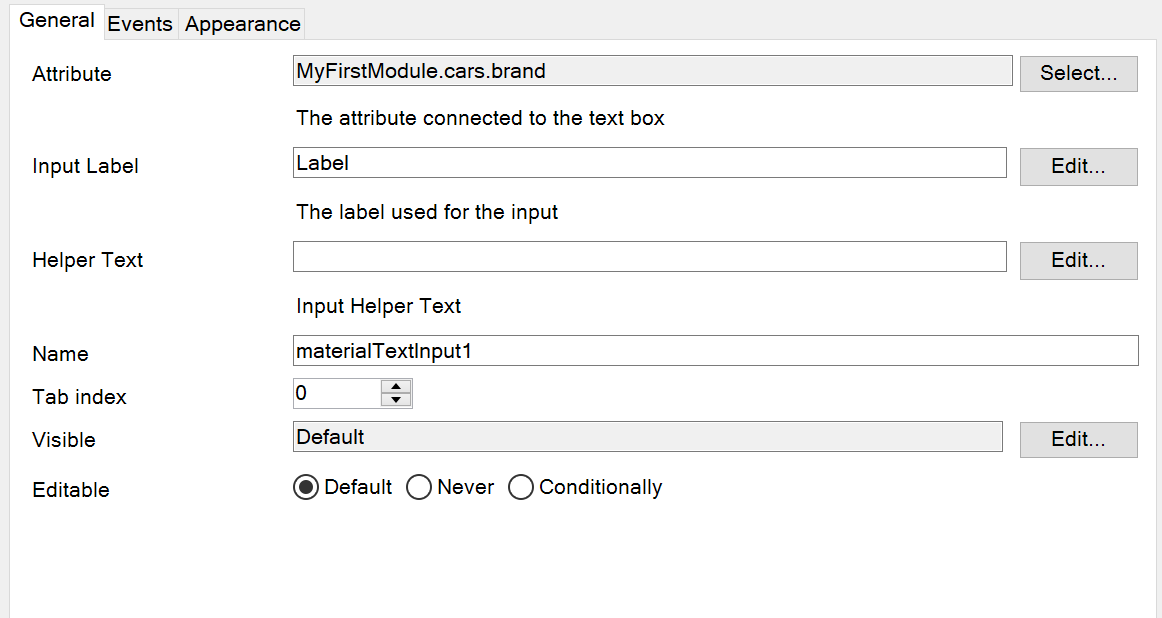 General Events Appearance
Attribute MyFirstModule.cars.brand Select...
The attribute connected to the text box
Input Label Label Edit...
The label used for the input
Helper Text Edit...
Input Helper Text
Name materialTextInput1
Tab index 0
Visible Default Edit...
Editable Default Never Conditionally